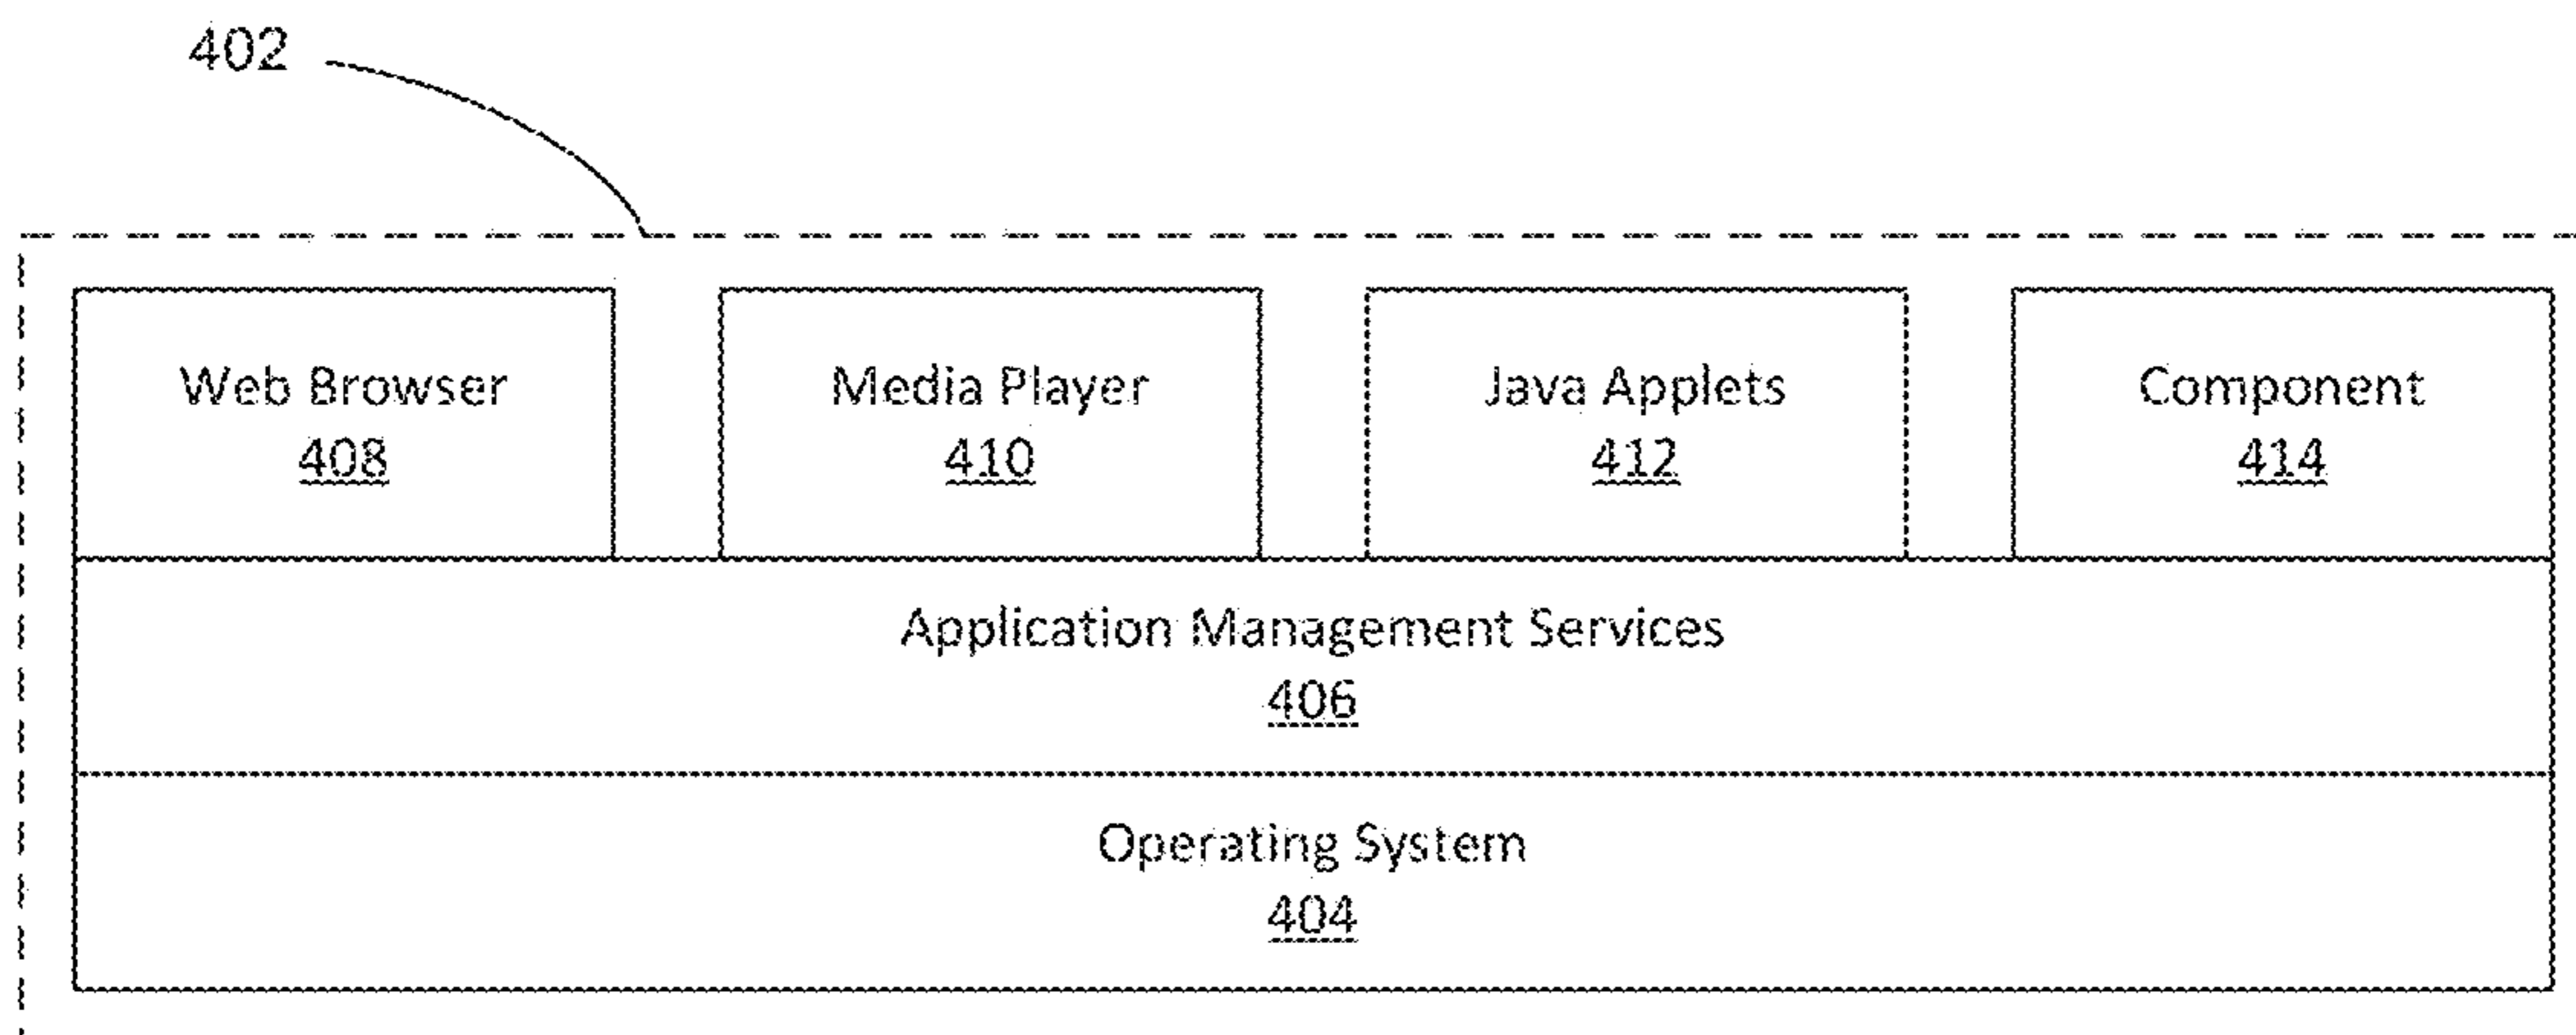 402
Web Browser
408
Media Player
410
Java Applets
412
Component
414
Application Management Services
406
Operating System
404